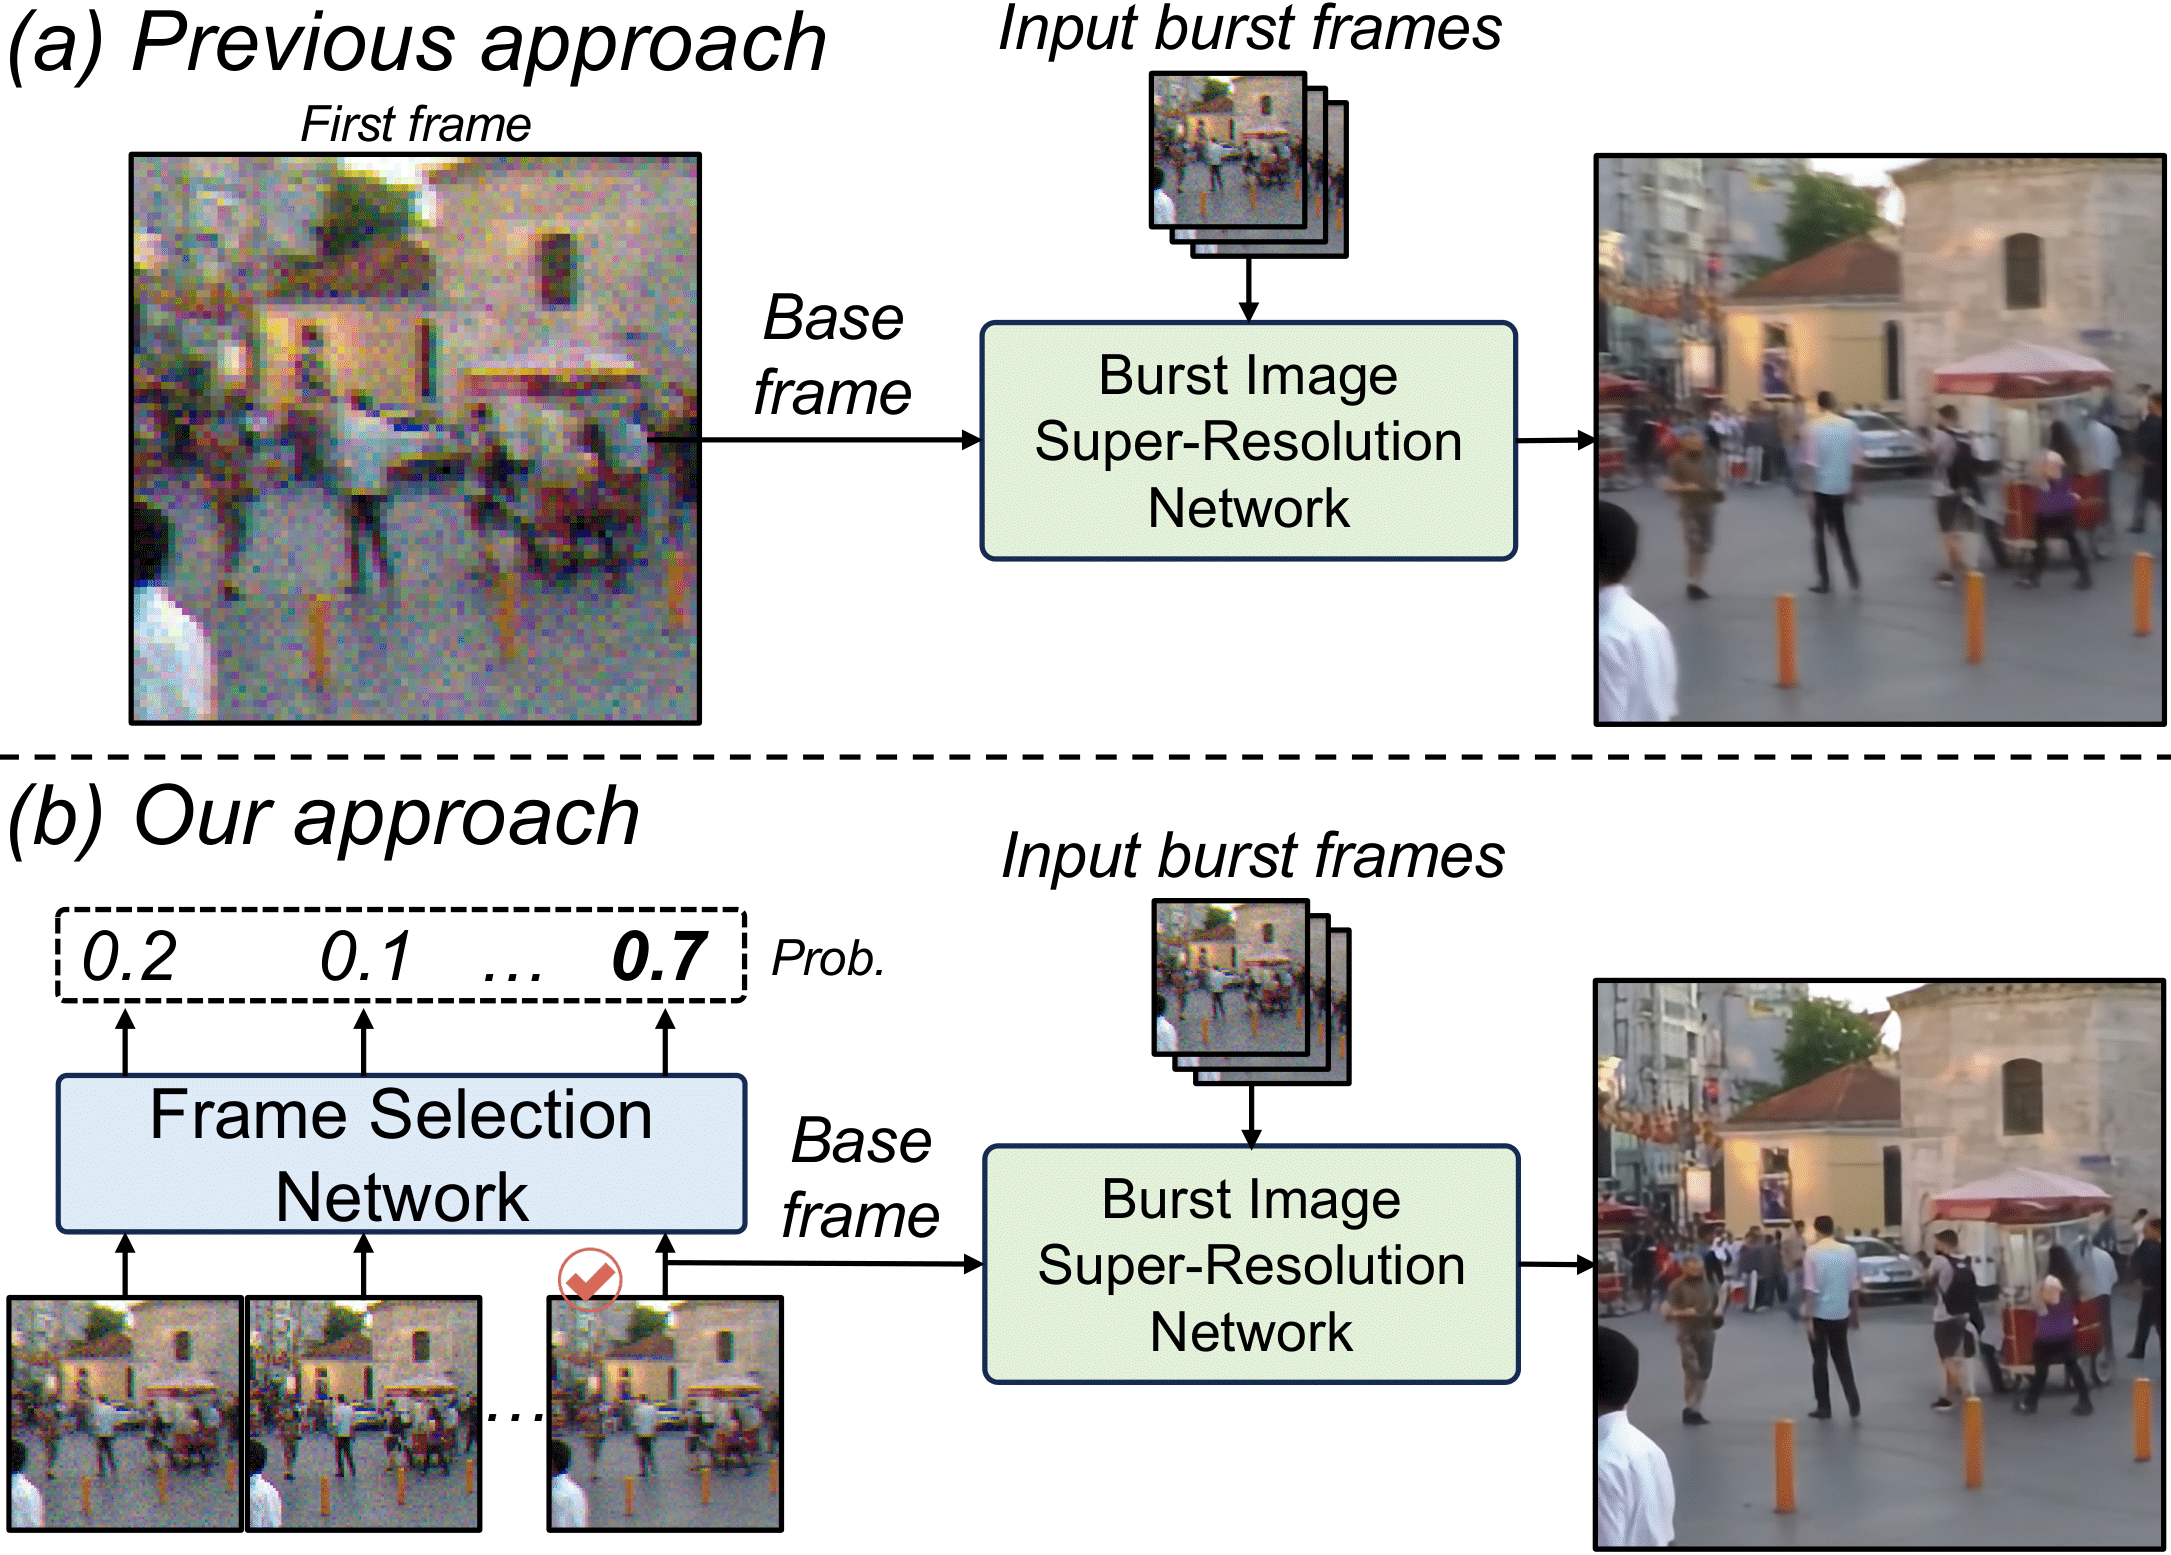 (a) Previous approach
First frame
Input burst frames
Base
frame
Burst Image
Super-Resolution
Network
(b) Our approach
0.2 0.1 ... 0.7 Prob.
Frame Selection
Network
...
Input burst frames
Base
frame
Burst Image
Super-Resolution
Network